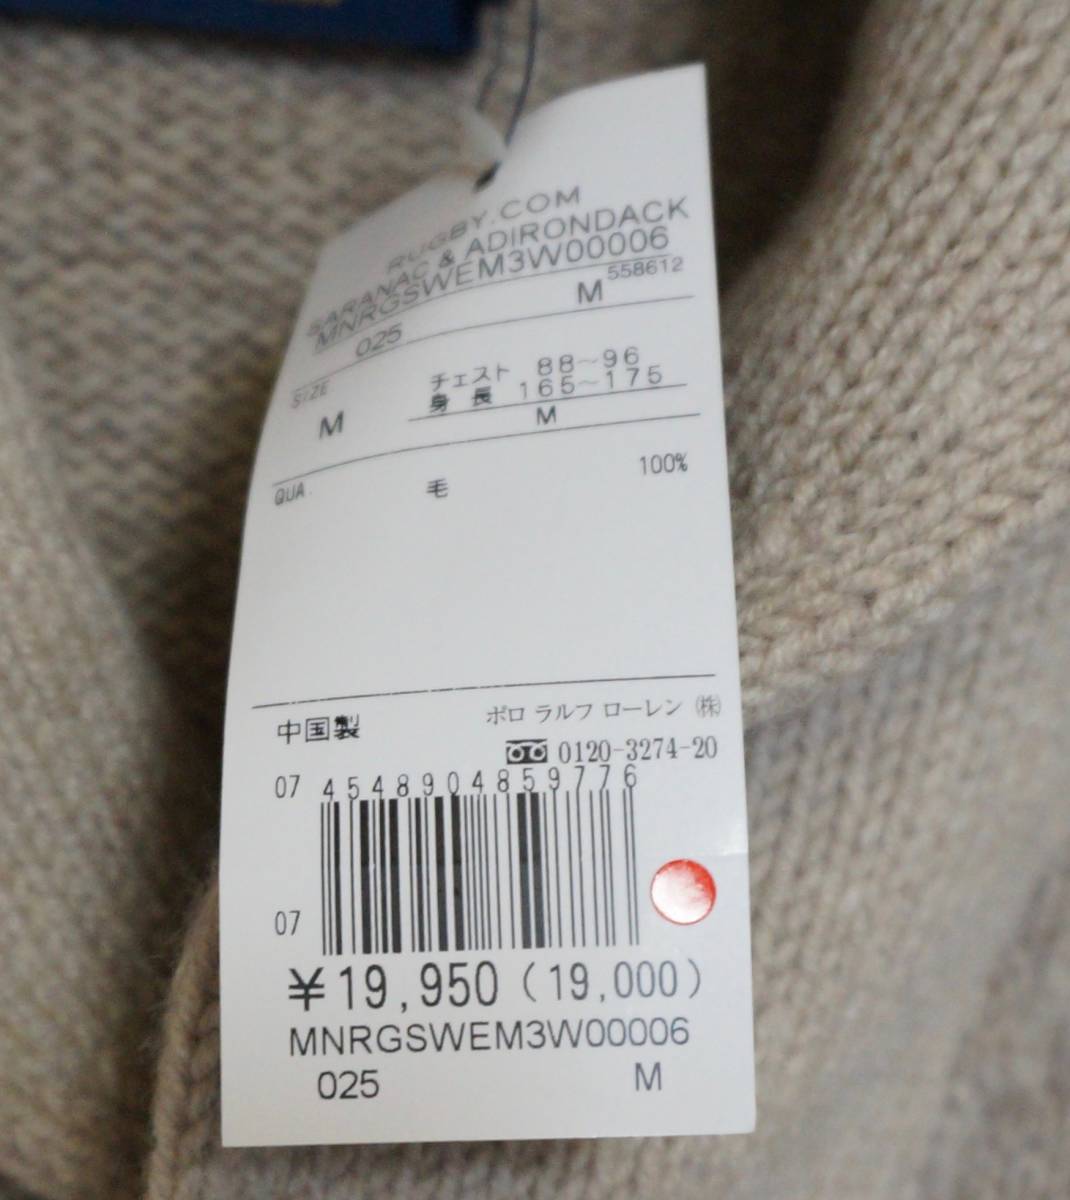 RUGBY.COM
SARANAC & ADIRONDACK
MNRGSWEM3W00006
558612
025 M
SIZE
M
チェスト 88~96
身長 165~175
M
QUA. 毛 100%
中国製 ポロ ラルフ ローレン ㈱
0120-3274-20
07 4548904859776
07
¥19,950 (19,000)
MNRGSWEM3W00006
025 M